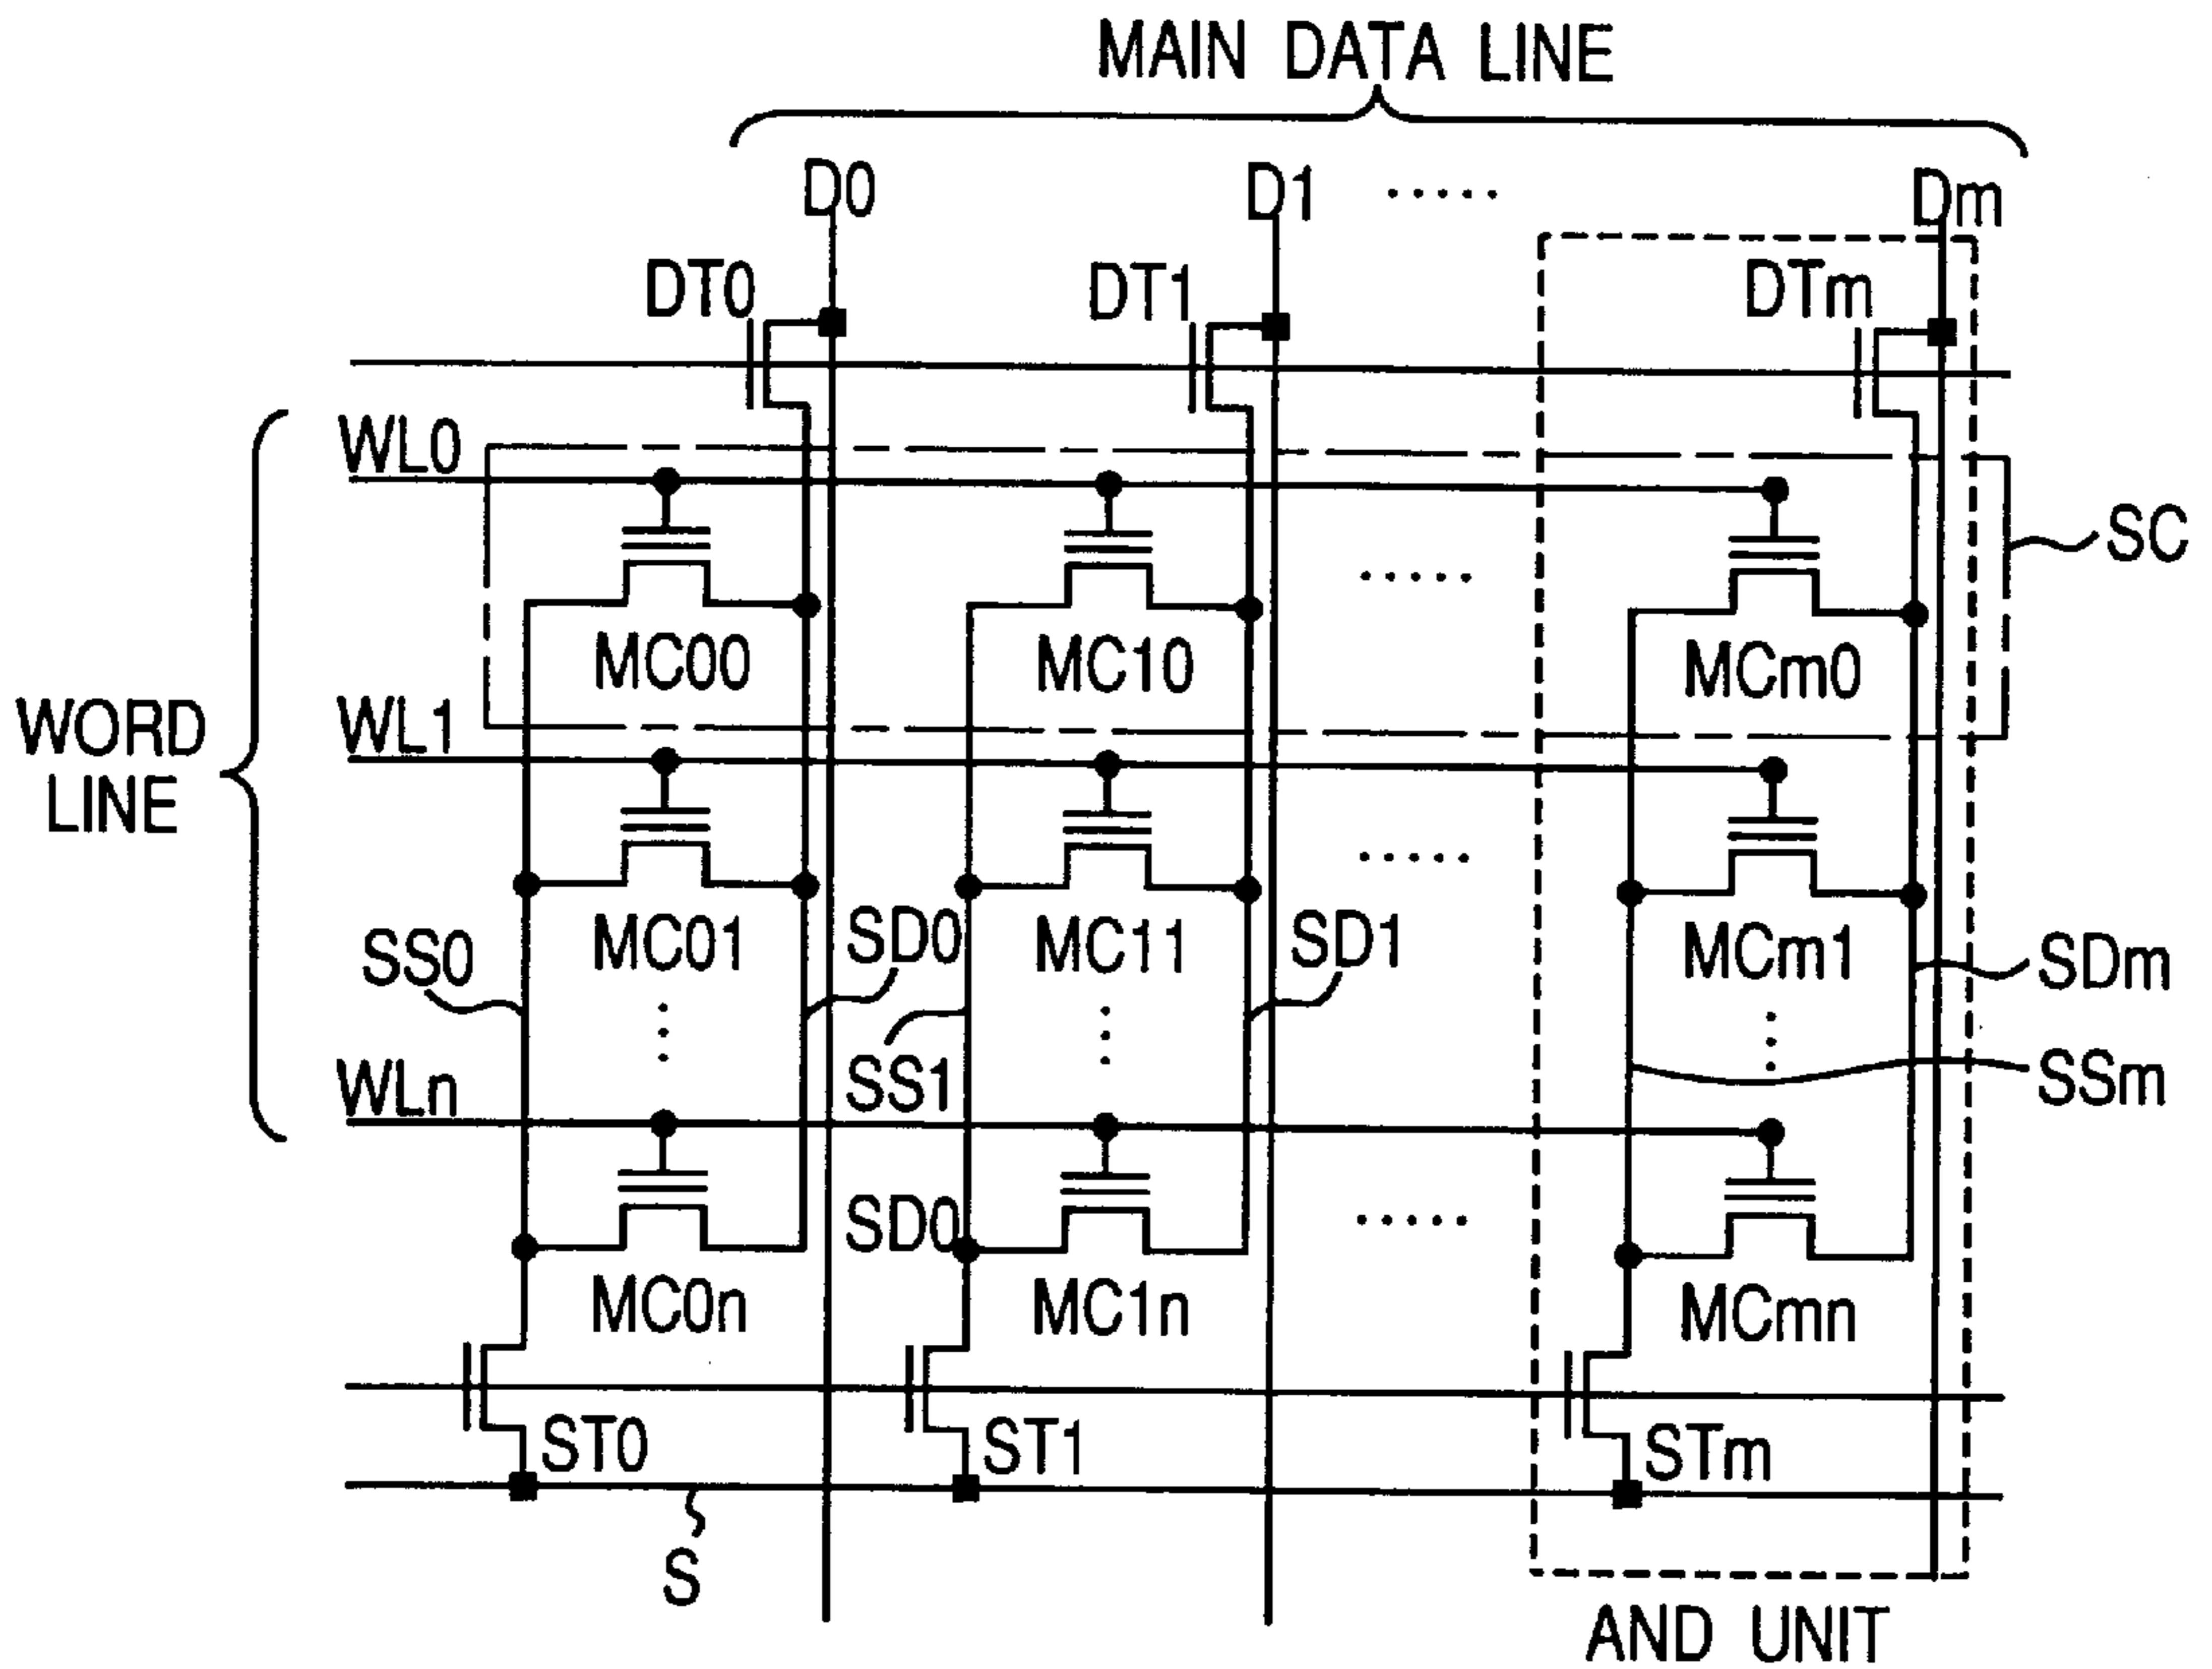 MAIN DATA LINE
D0 D1 ..... Dm
DT0 DT1 DTm
WL0
SC
.....
MC00 MC10 MCm0
WORD
LINE
WL1
.....
MC01 MC11 MCm1
SS0 SD0 SD1 SDm
SS1 SSm
WLn
SD0 .....
MC0n MC1n MCmn
ST0 ST1 STm
S
AND UNIT